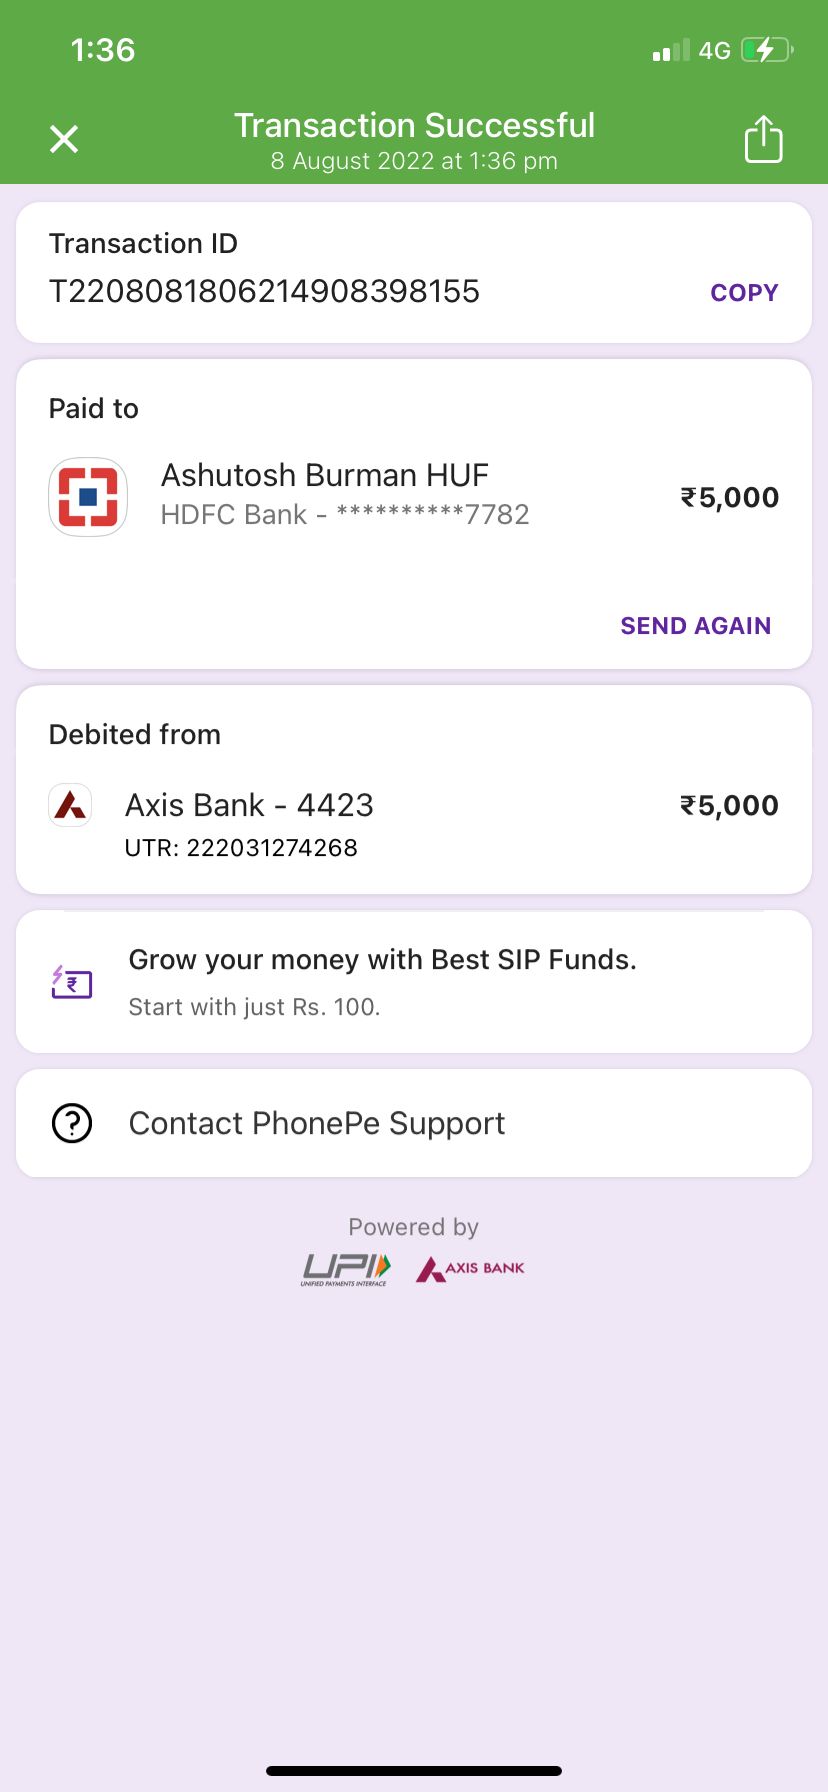 1:36
4G
Transaction Successful
8 August 2022 at 1:36 pm
Transaction ID
T2208081806214908398155
COPY
Paid to
Ashutosh Burman HUF
HDFC Bank - **********7782
₹5,000
SEND AGAIN
Debited from
Axis Bank - 4423
₹5,000
UTR: 222031274268
Grow your money with Best SIP Funds.
₹
Start with just Rs. 100.
?
Contact PhonePe Support
Powered by
UPI
UNIFIED PAYMENTS INTERFACE
AXIS BANK